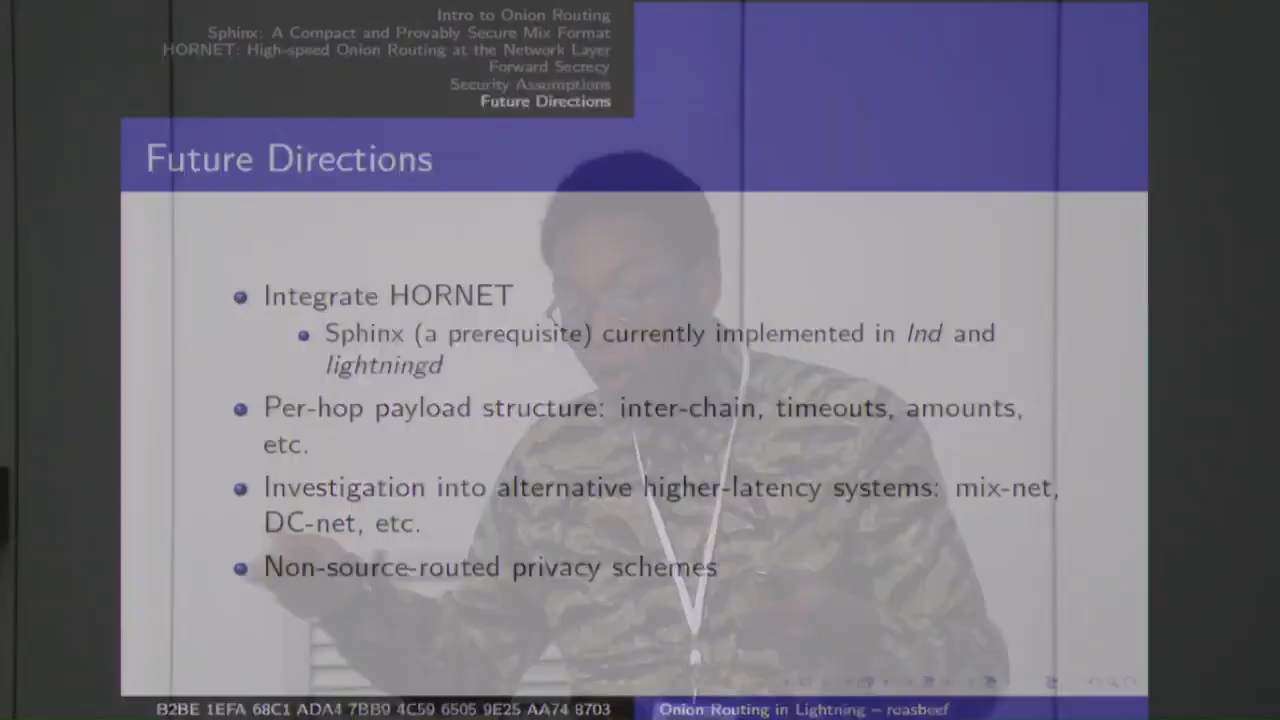 Intro to Onion Routing
Sphinx: A Compact and Provably Secure Mix Format
HORNET: High-speed Onion Routing at the Network Layer
Forward Secrecy
Security Assumptions
Future Directions
Future Directions
Integrate HORNET
Sphinx (a prerequisite) currently implemented in lnd and
lightningd
Per-hop payload structure: inter-chain, timeouts, amounts,
etc.
Investigation into alternative higher-latency systems: mix-net,
DC-net, etc.
Non-source-routed privacy schemes
B2BE 1EFA 68C1 ADA4 7BB9 4C59 6505 9E25 AA74 8703
Onion Routing in Lightning – roasbeef